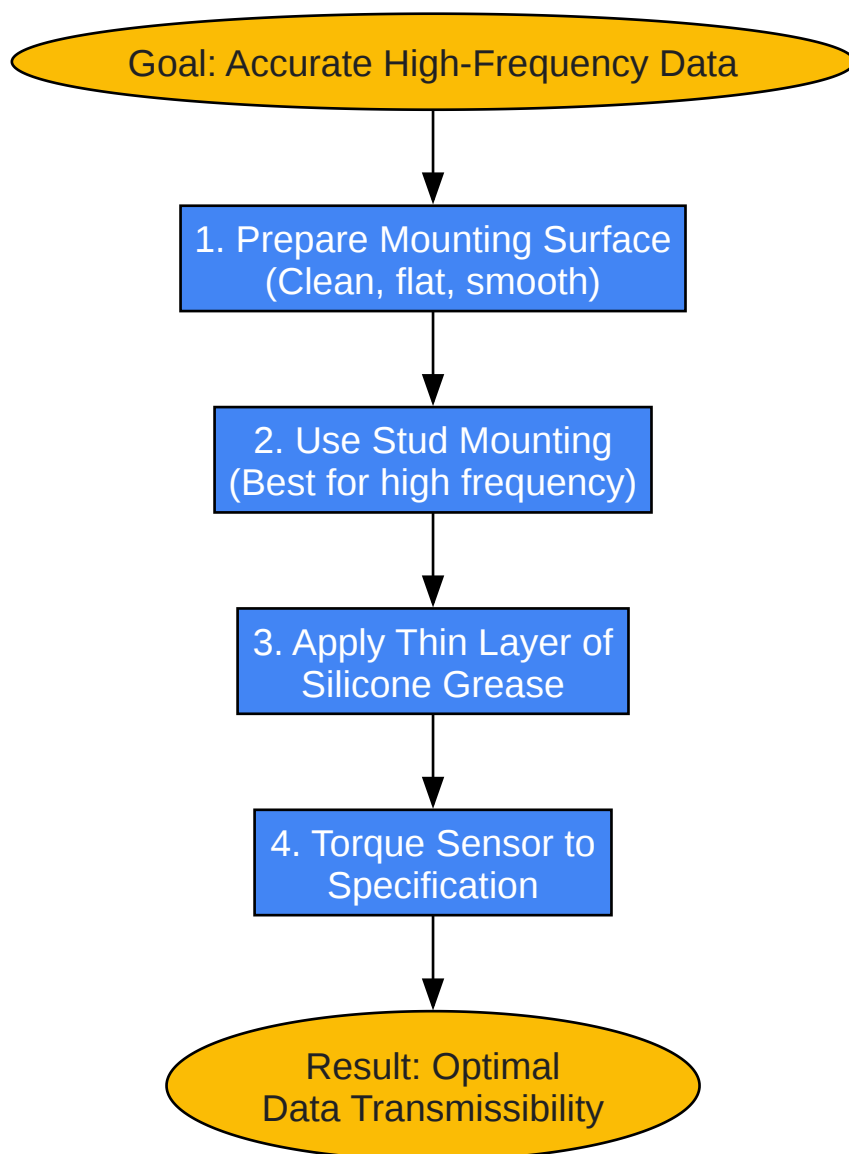 Goal: Accurate High-Frequency Data
1. Prepare Mounting Surface
(Clean, flat, smooth)
2. Use Stud Mounting
(Best for high frequency)
3. Apply Thin Layer of
Silicone Grease
4. Torque Sensor to
Specification
Result: Optimal
Data Transmissibility